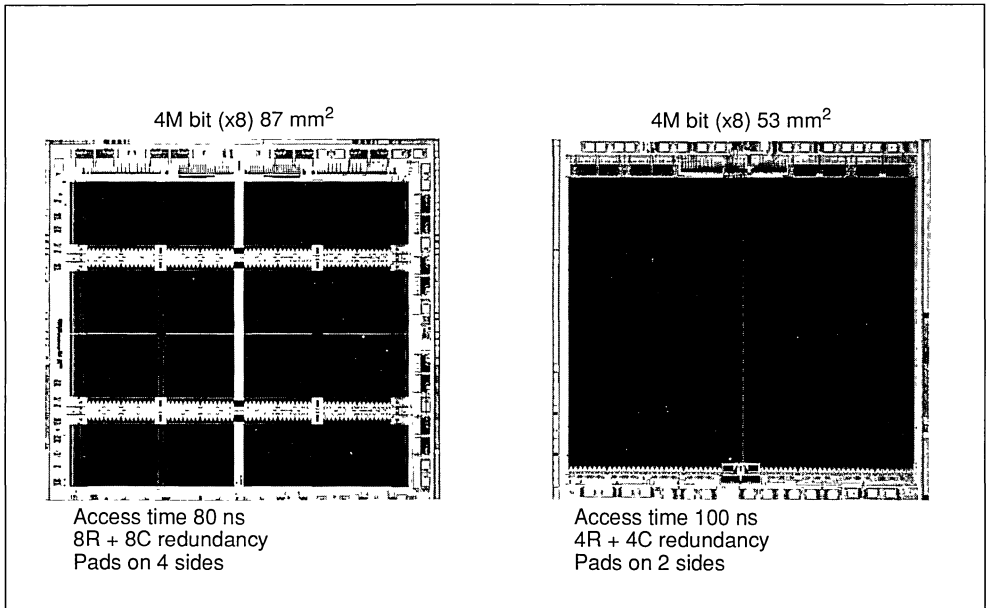 4M bit (x8) 87 mm²
4M bit (x8) 53 mm²
Access time 80 ns
8R + 8C redundancy
Pads on 4 sides
Access time 100 ns
4R + 4C redundancy
Pads on 2 sides